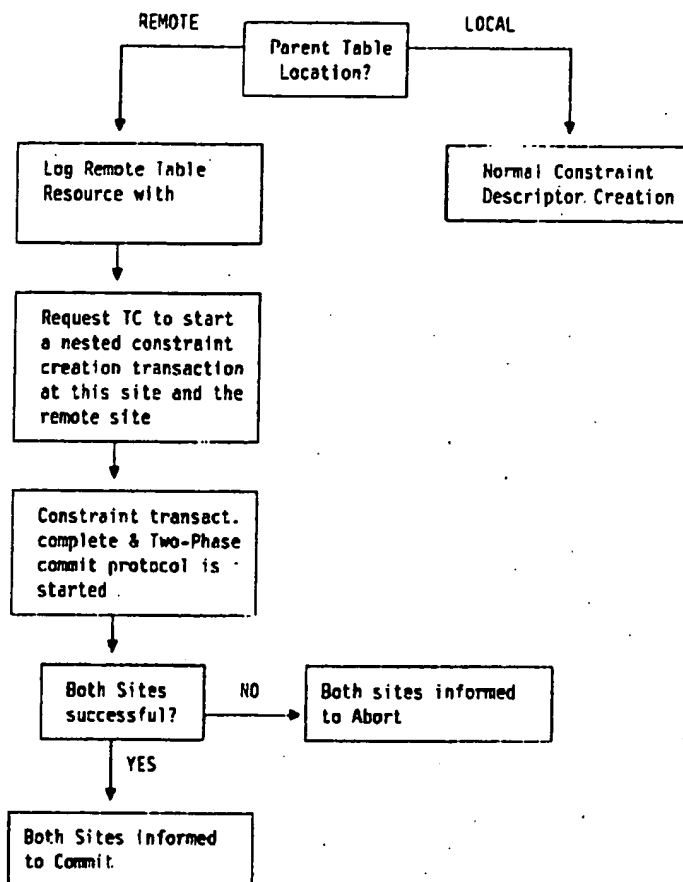 REMOTE
LOCAL
Parent Table
Location?
Log Remote Table
Resource with
Normal Constraint
Descriptor Creation
Request TC to start
a nested constraint
creation transaction
at this site and the
remote site
Constraint transact.
complete & Two-Phase
commit protocol is
started
Both Sites
successful?
NO
Both sites informed
to Abort
YES
Both Sites informed
to Commit